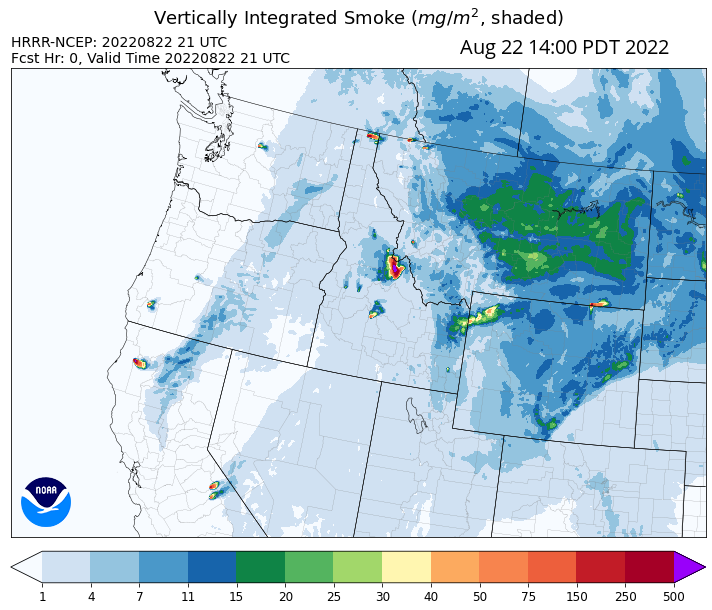 Vertically Integrated Smoke (mg/m², shaded)
HRRR-NCEP: 20220822 21 UTC
Fcst Hr: 0, Valid Time 20220822 21 UTC
Aug 22 14:00 PDT 2022
NOAA
1 4 7 11 15 20 25 30 40 50 75 150 250 500